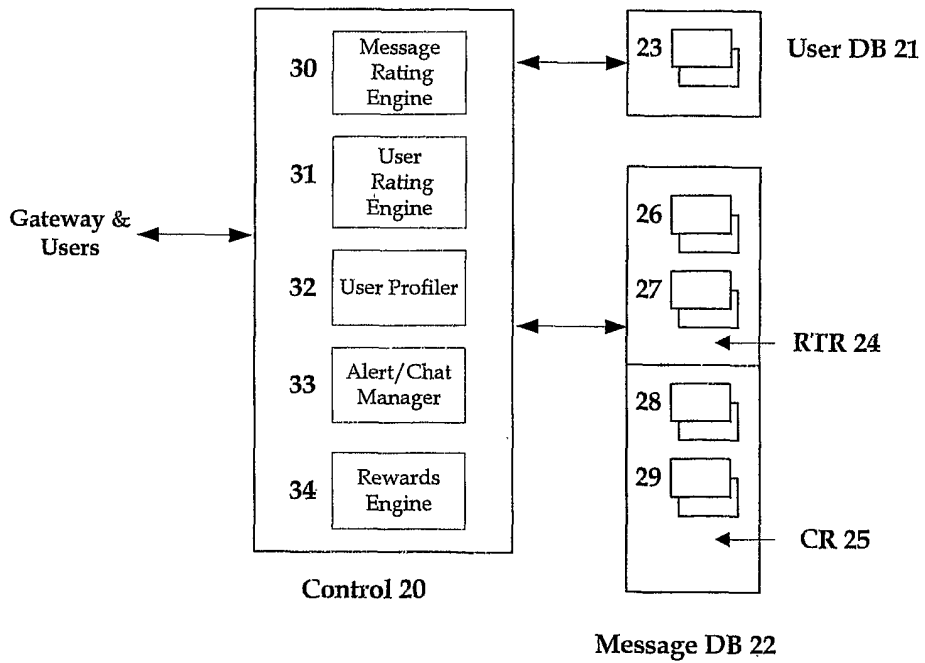 30
Message
Rating
Engine
31
User
Rating
Engine
32
User Profiler
33
Alert/Chat
Manager
34
Rewards
Engine
Gateway &
Users
Control 20
23
User DB 21
26
27
RTR 24
28
29
CR 25
Message DB 22